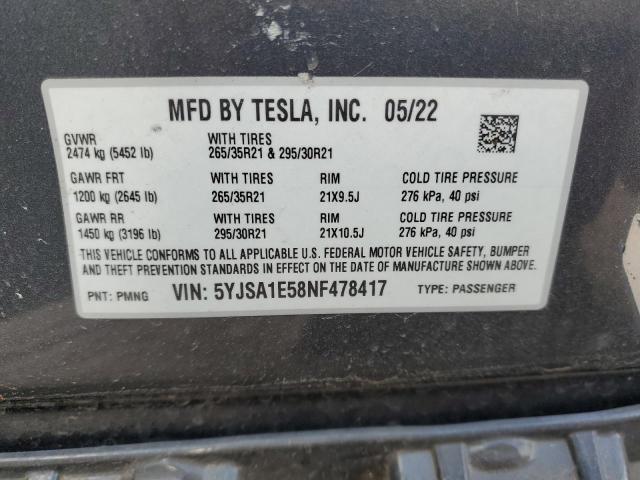 MFD BY TESLA, INC. 05/22
GVWR WITH TIRES
2474 kg (5452 lb) 265/35R21 & 295/30R21
GAWR FRT WITH TIRES RIM COLD TIRE PRESSURE
1200 kg (2645 lb) 265/35R21 21X9.5J 276 kPa, 40 psi
GAWR RR WITH TIRES RIM COLD TIRE PRESSURE
1450 kg (3196 lb) 295/30R21 21X10.5J 276 kPa, 40 psi
THIS VEHICLE CONFORMS TO ALL APPLICABLE U.S. FEDERAL MOTOR VEHICLE SAFETY, BUMPER
AND THEFT PREVENTION STANDARDS IN EFFECT ON THE DATE OF MANUFACTURE SHOWN ABOVE.
PNT: PMNG VIN: 5YJSA1E58NF478417 TYPE: PASSENGER